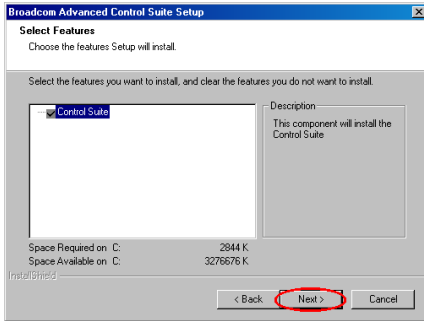 Broadcom Advanced Control Suite Setup
Select Features
Choose the features Setup will install.
Select the features you want to install, and clear the features you do not want to install.
Control Suite
Description
This component will install the
Control Suite
Space Required on C: 2844 K
Space Available on C: 3276676 K
InstallShield
< Back
Next >
Cancel